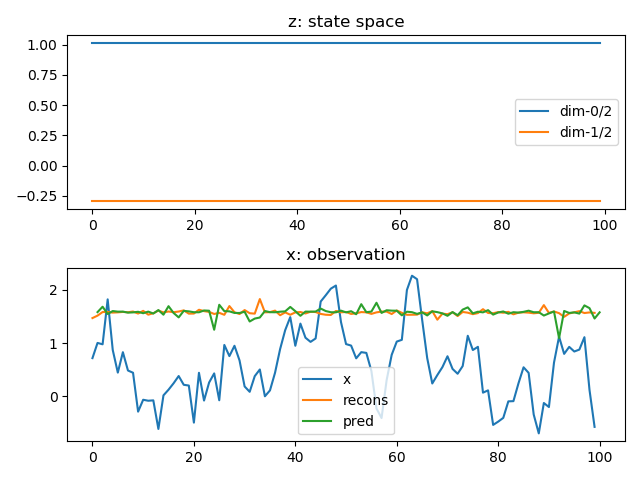 z: state space
1.00
0.75
0.50
0.25
0.00
−0.25
dim-0/2
dim-1/2
0 20 40 60 80 100
x: observation
2
1
0
x
recons
pred
0 20 40 60 80 100